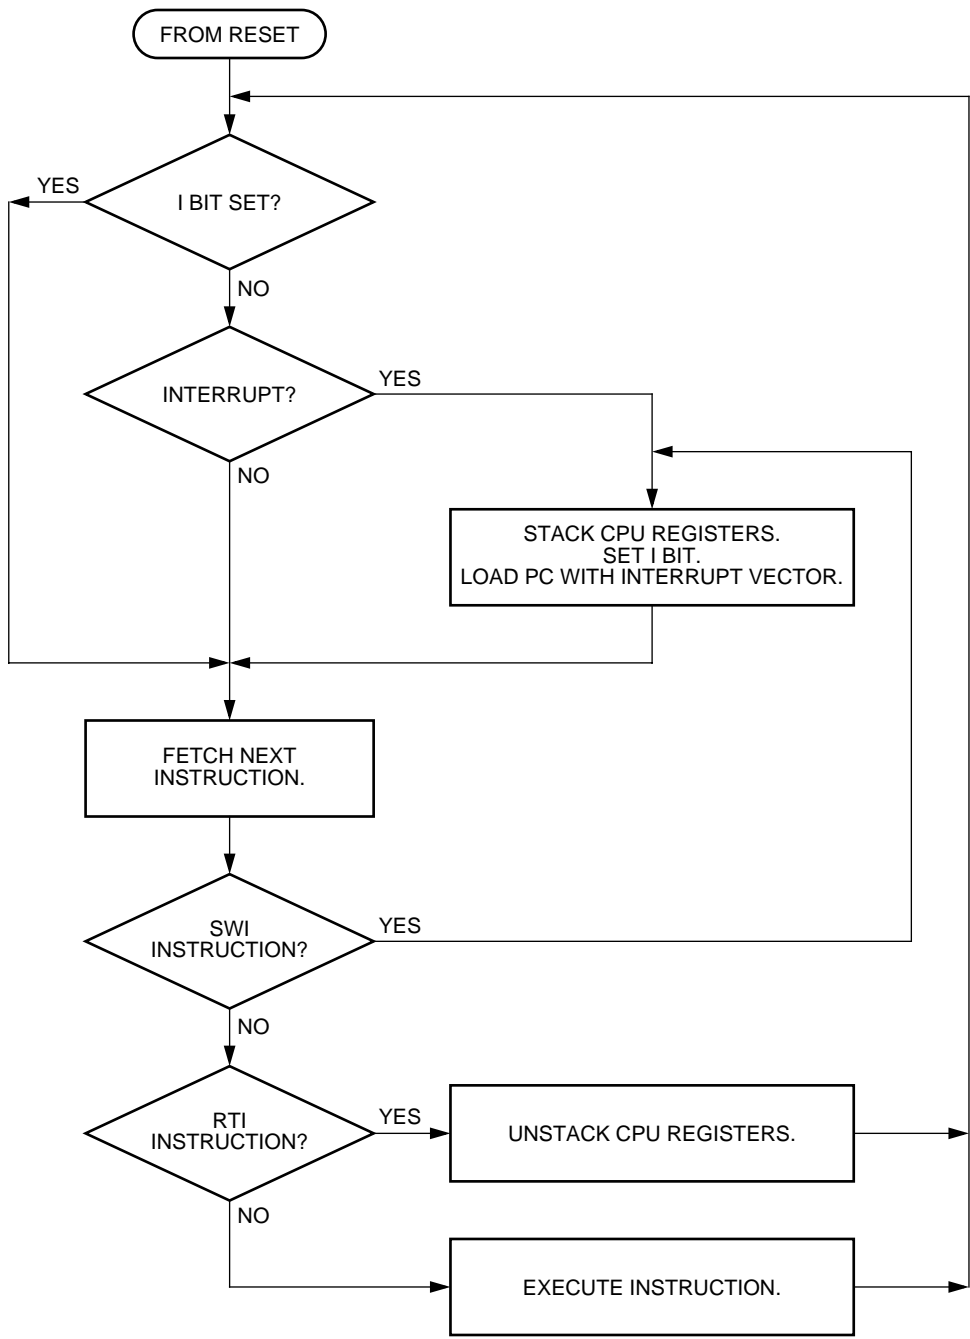 FROM RESET
YES
I BIT SET?
NO
INTERRUPT?
YES
NO
STACK CPU REGISTERS.
SET I BIT.
LOAD PC WITH INTERRUPT VECTOR.
FETCH NEXT
INSTRUCTION.
SWI
INSTRUCTION?
YES
NO
RTI
INSTRUCTION?
YES
UNSTACK CPU REGISTERS.
NO
EXECUTE INSTRUCTION.